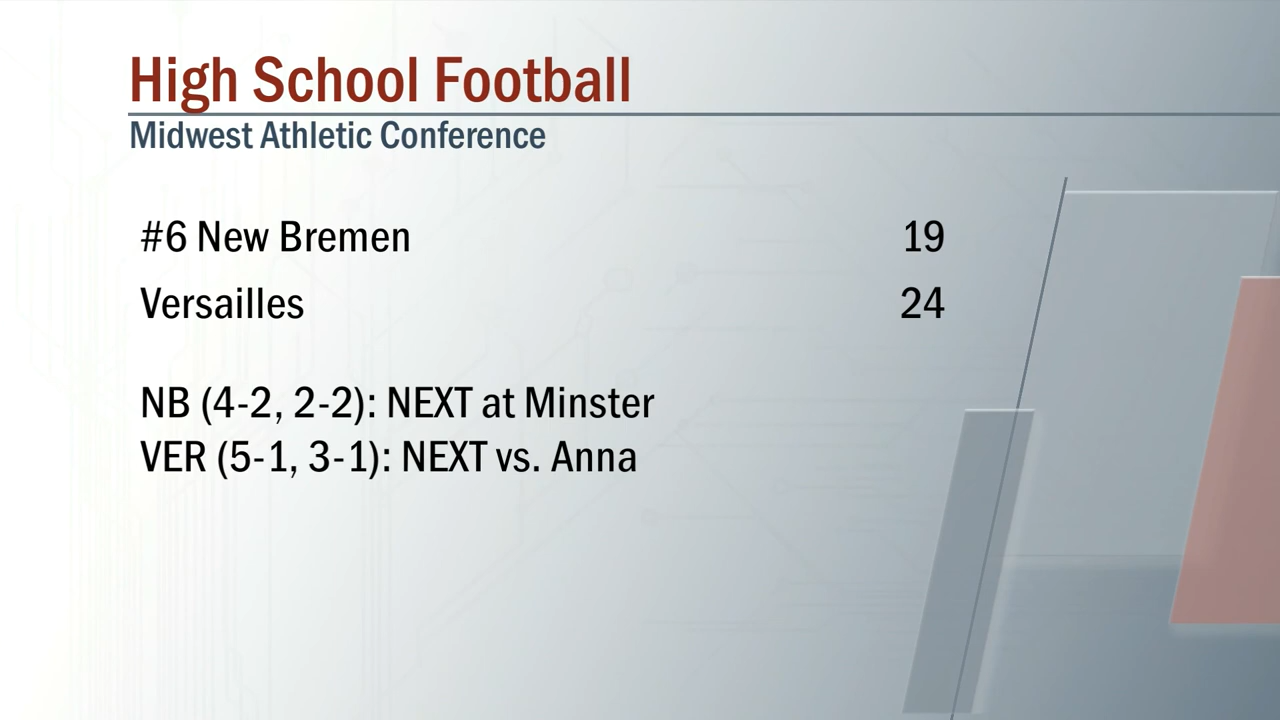 High School Football
Midwest Athletic Conference
#6 New Bremen 19
Versailles 24
NB (4-2, 2-2): NEXT at Minster
VER (5-1, 3-1): NEXT vs. Anna